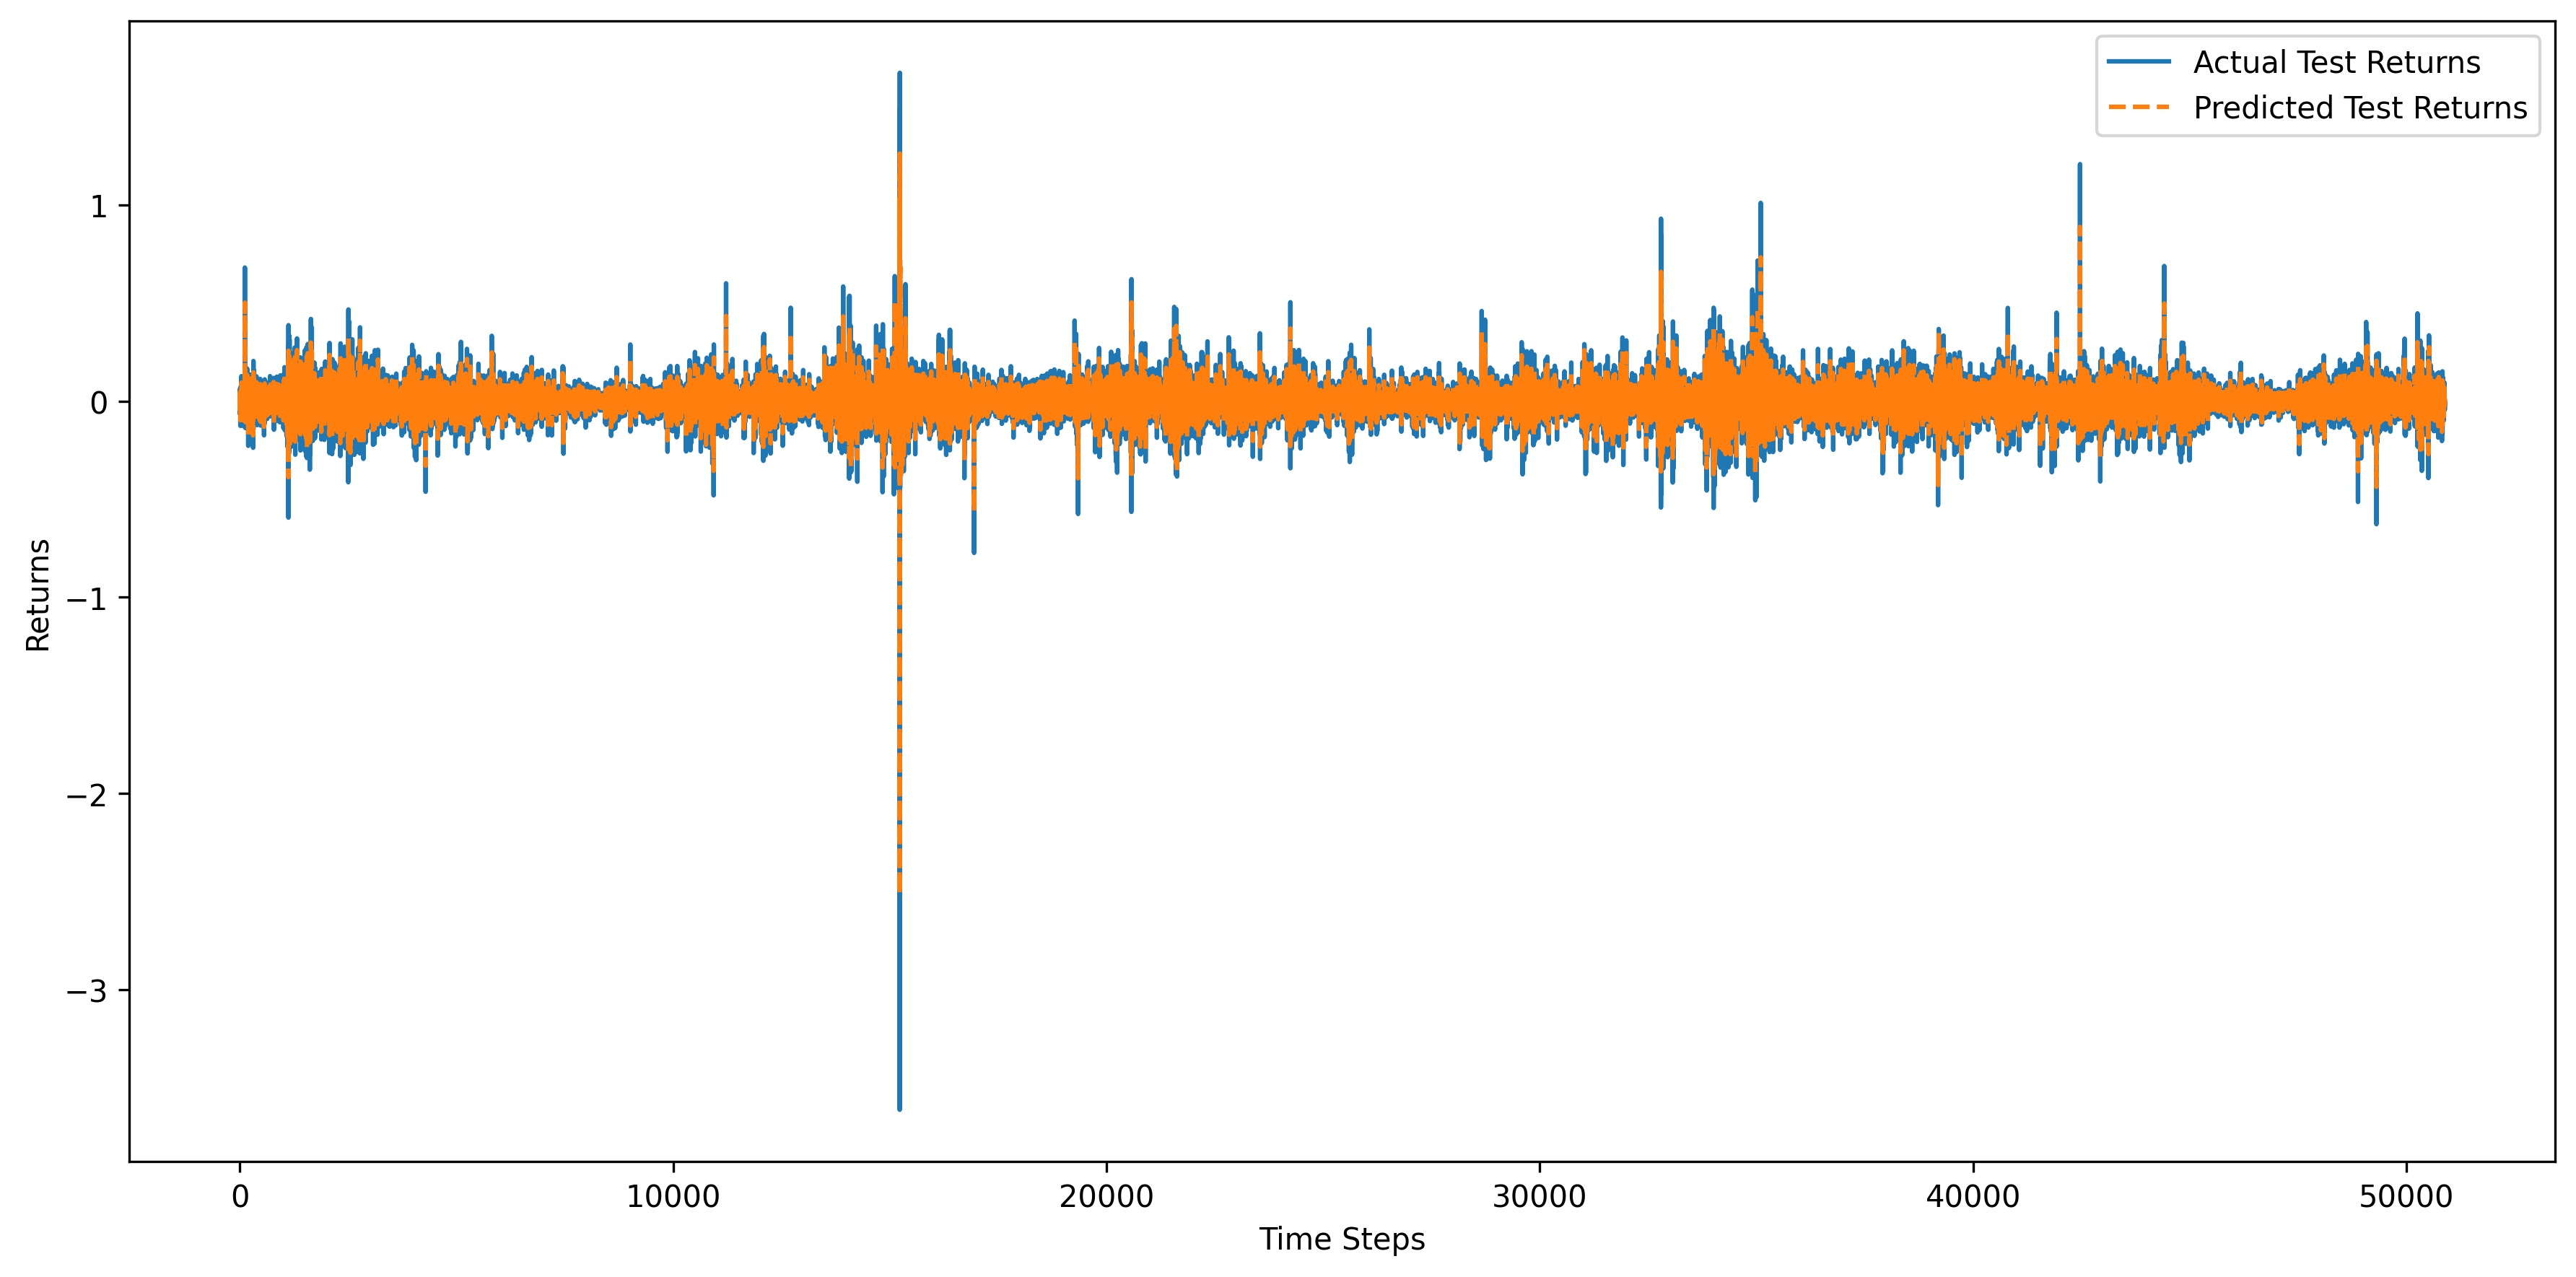 Actual Test Returns
Predicted Test Returns
1
0
−1
−2
−3
Returns
0 10000 20000 30000 40000 50000
Time Steps